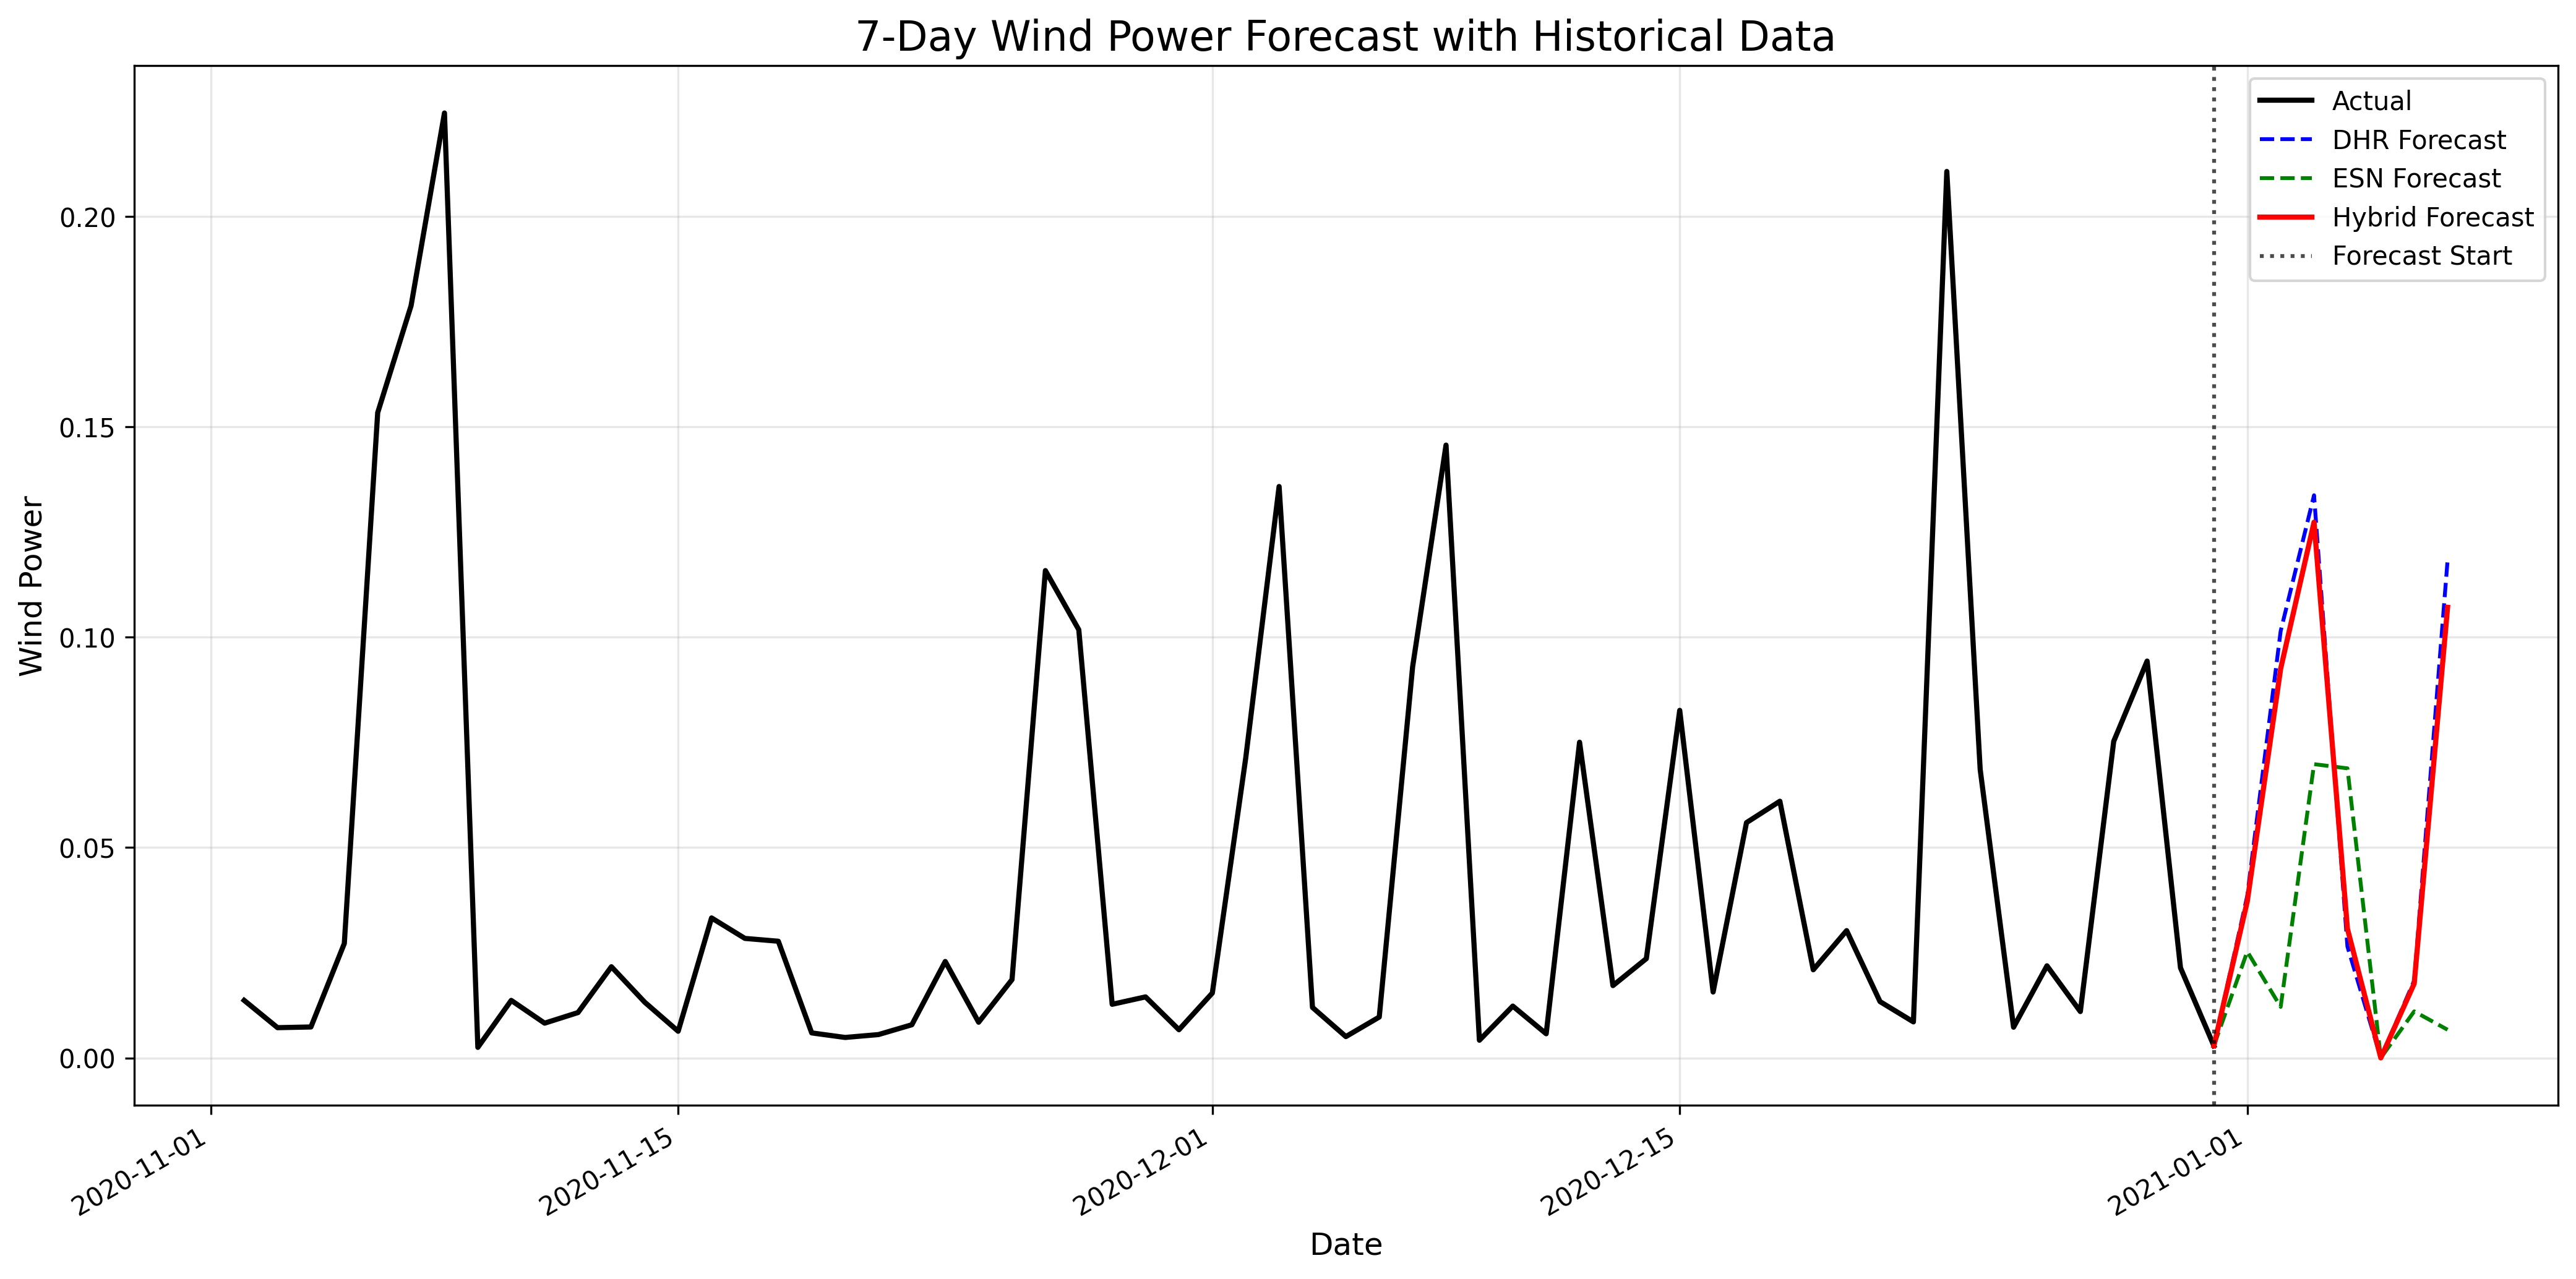 7-Day Wind Power Forecast with Historical Data
Actual
DHR Forecast
ESN Forecast
Hybrid Forecast
Forecast Start
Wind Power
0.20
0.15
0.10
0.05
0.00
2020-11-01
2020-11-15
2020-12-01
2020-12-15
2021-01-01
Date